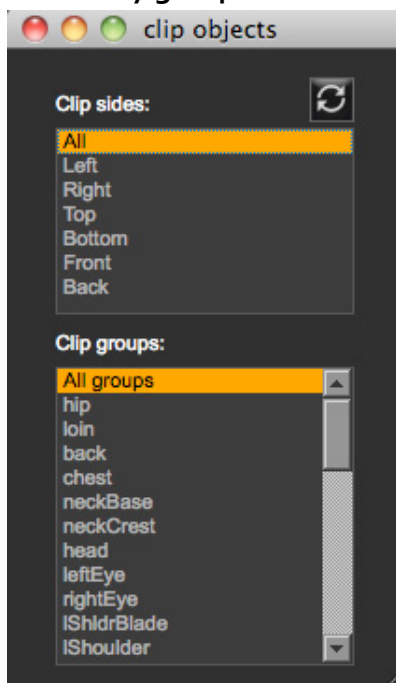 clip objects
Clip sides:
All
Left
Right
Top
Bottom
Front
Back
Clip groups:
All groups
hip
loin
back
chest
neckBase
neckCrest
head
leftEye
rightEye
lShldrBlade
lShoulder